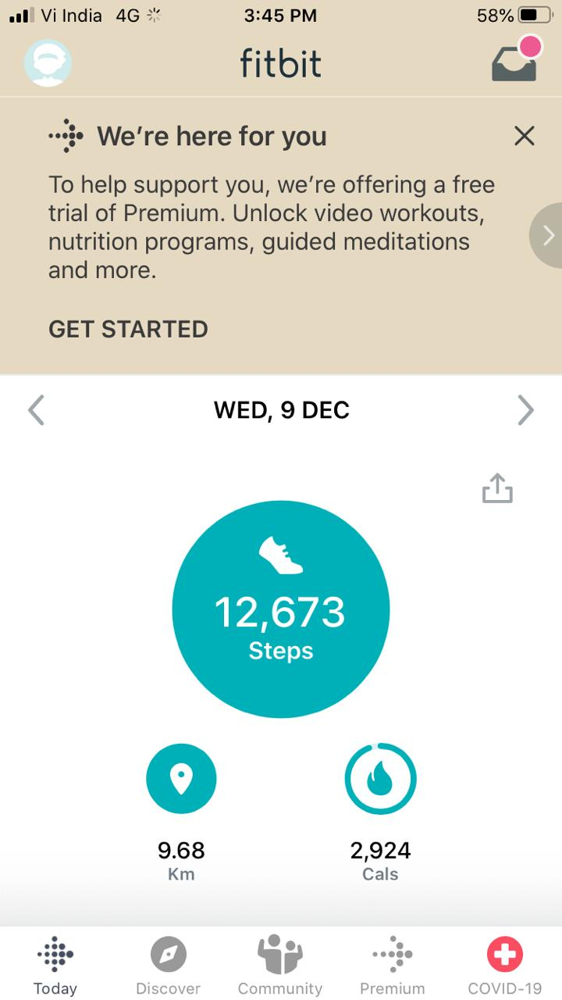 Vi India 4G 3:45 PM 58%
fitbit
We're here for you
To help support you, we're offering a free
trial of Premium. Unlock video workouts,
nutrition programs, guided meditations
and more.
GET STARTED
WED, 9 DEC
12,673
Steps
9.68 2,924
Km Cals
Today Discover Community Premium COVID-19